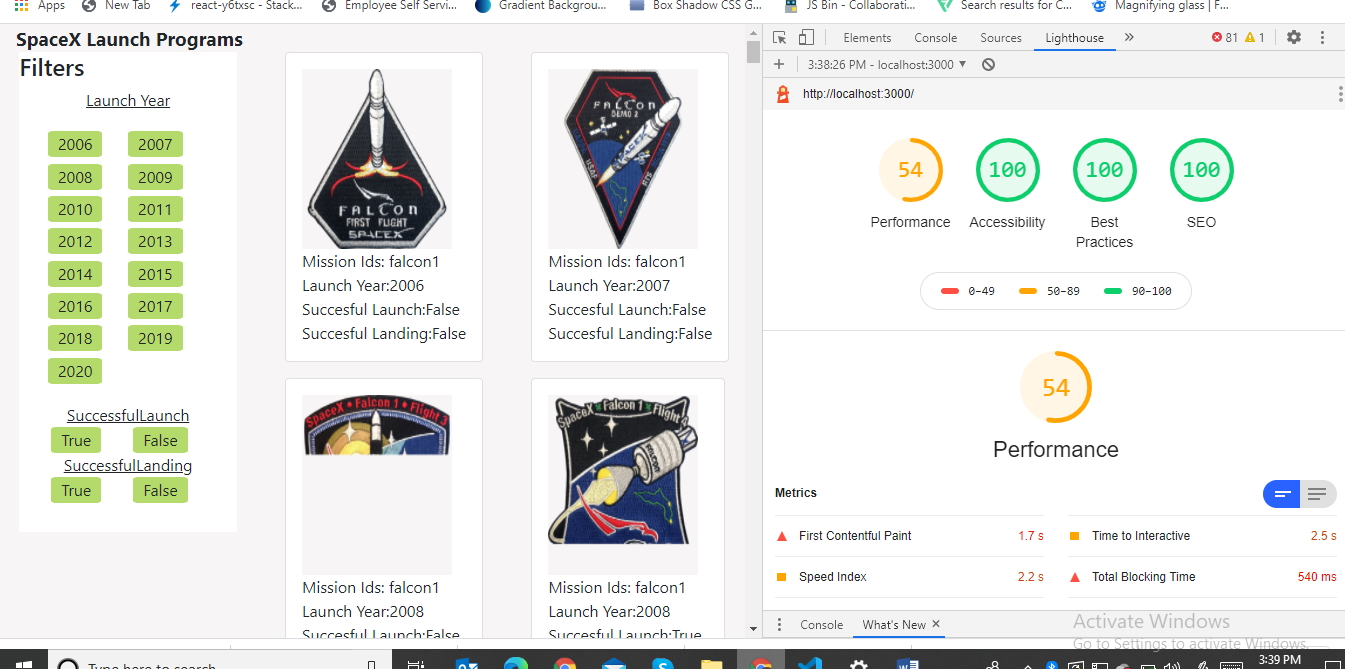 Apps New Tab react-y6txsc - Stack... Employee Self Servi... Gradient Backgrou... Box Shadow CSS G... JS Bin - Collaborati... Search results for C... Magnifying glass | F...
SpaceX Launch Programs
Filters
Launch Year
2006 2007
2008 2009
2010 2011
2012 2013
2014 2015
2016 2017
2018 2019
2020
SuccessfulLaunch
True False
SuccessfulLanding
True False
FALCON
FIRST FLIGHT
SPACEX
Mission Ids: falcon1
Launch Year:2006
Succesful Launch:False
Succesful Landing:False
FALCON
DEMO 2
SPACEX
USAF
Mission Ids: falcon1
Launch Year:2007
Succesful Launch:False
Succesful Landing:False
SpaceX • Falcon 1 • Flight 3
Mission Ids: falcon1
Launch Year:2008
Succesful Launch:False
SpaceX Falcon 1 Flight 4
FALCON
Mission Ids: falcon1
Launch Year:2008
Succesful Launch:True
Elements Console Sources Lighthouse » 81 1
+ 3:38:26 PM - localhost:3000
http://localhost:3000/
54 100 100 100
Performance Accessibility Best Practices SEO
0–49 50–89 90–100
54
Performance
Metrics
First Contentful Paint 1.7 s
Time to Interactive 2.5 s
Speed Index 2.2 s
Total Blocking Time 540 ms
Console What's New ✕
Activate Windows
Go to Settings to activate Windows.
Type here to search
3:39 PM